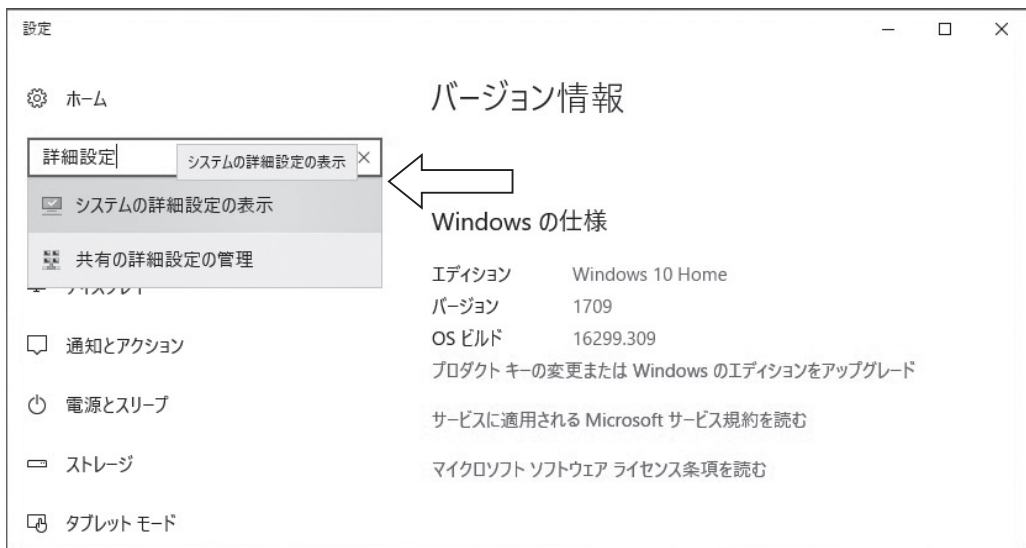 設定
ホーム
詳細設定
システムの詳細設定の表示
システムの詳細設定の表示
共有の詳細設定の管理
ディスプレイ
通知とアクション
電源とスリープ
ストレージ
タブレット モード
バージョン情報
Windows の仕様
エディション Windows 10 Home
バージョン 1709
OS ビルド 16299.309
プロダクト キーの変更または Windows のエディションをアップグレード
サービスに適用される Microsoft サービス規約を読む
マイクロソフト ソフトウェア ライセンス条項を読む